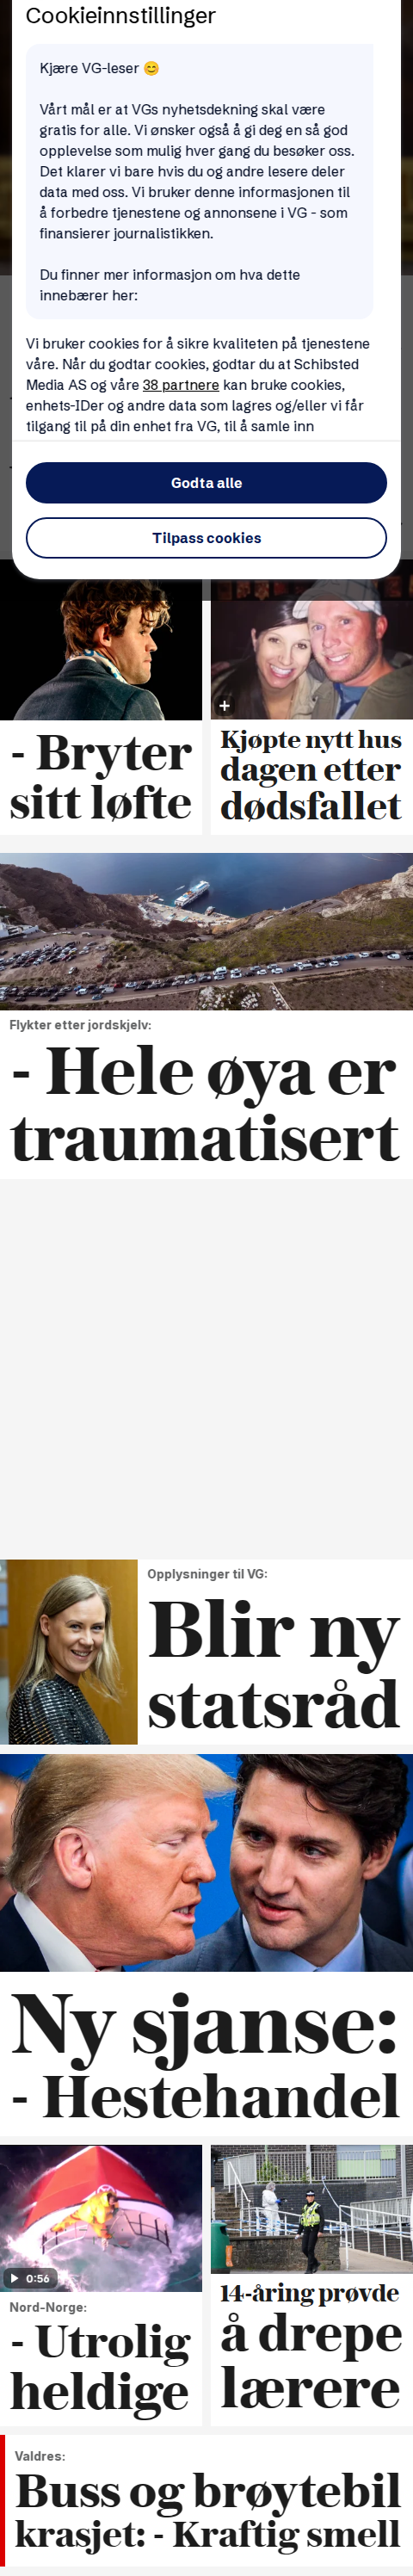 Cookieinnstillinger
Kjære VG-leser 😊
Vårt mål er at VGs nyhetsdekning skal være
gratis for alle. Vi ønsker også å gi deg en så god
opplevelse som mulig hver gang du besøker oss.
Det klarer vi bare hvis du og andre lesere deler
data med oss. Vi bruker denne informasjonen til
å forbedre tjenestene og annonsene i VG - som
finansierer journalistikken.
Du finner mer informasjon om hva dette
innebærer her:
Vi bruker cookies for å sikre kvaliteten på tjenestene
våre. Når du godtar cookies, godtar du at Schibsted
Media AS og våre 38 partnere kan bruke cookies,
enhets-IDer og andre data som lagres og/eller vi får
tilgang til på din enhet fra VG, til å samle inn
Godta alle
Tilpass cookies
- Bryter
sitt løfte
Kjøpte nytt hus
dagen etter
dødsfallet
Flykter etter jordskjelv:
- Hele øya er
traumatisert
Opplysninger til VG:
Blir ny
statsråd
Ny sjanse:
- Hestehandel
0:56
Nord-Norge:
- Utrolig
heldige
14-åring prøvde
å drepe
lærere
Valdres:
Buss og brøytebil
krasjet: - Kraftig smell